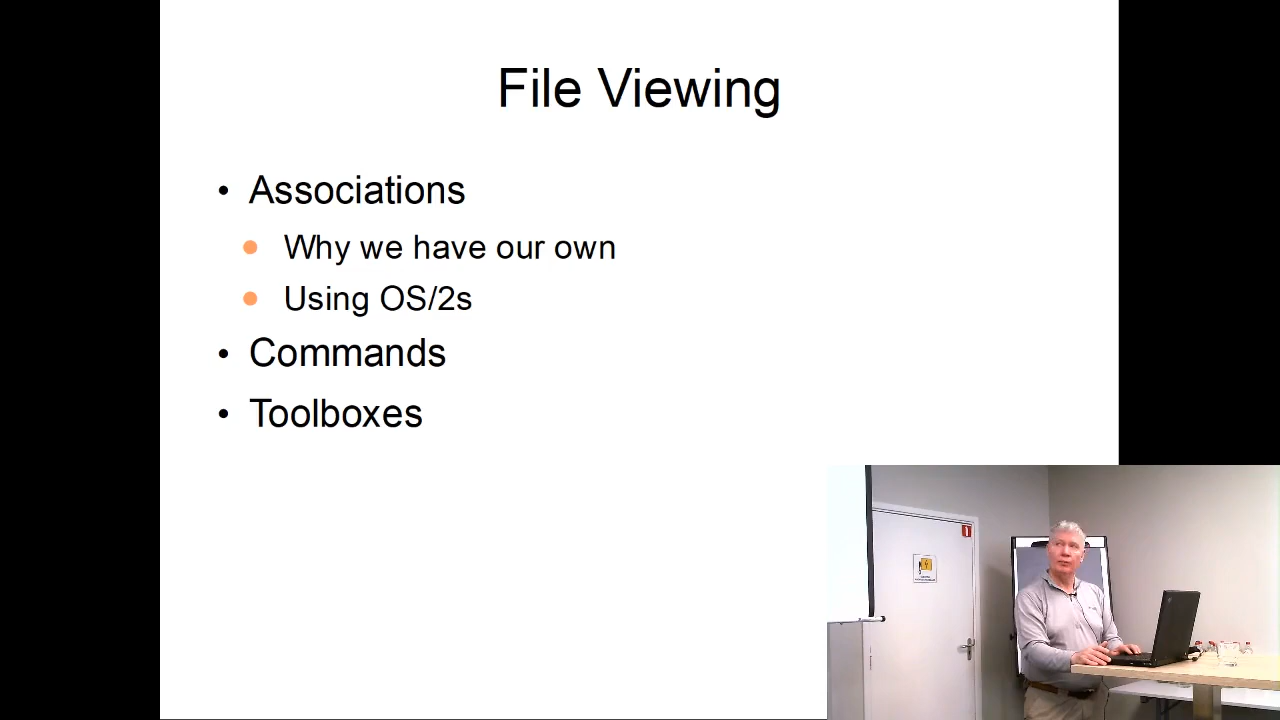 File Viewing
• Associations
● Why we have our own
● Using OS/2s
• Commands
• Toolboxes